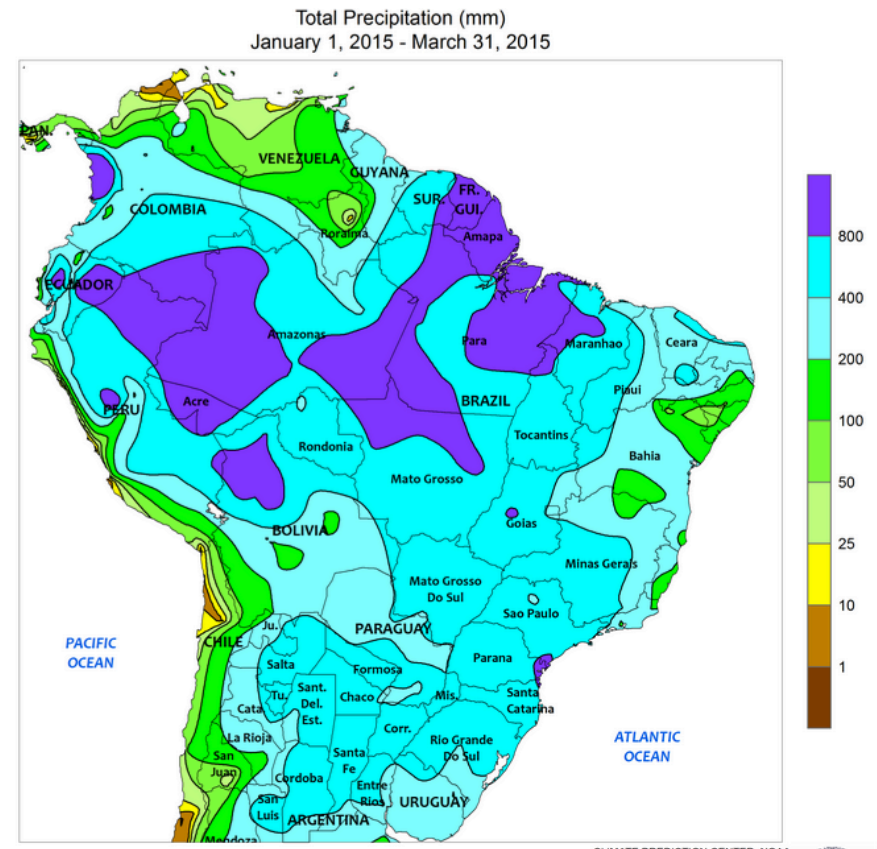 Total Precipitation (mm)
January 1, 2015 - March 31, 2015
PAN.
VENEZUELA
GUYANA
COLOMBIA
SUR.
FR.
GUI.
Roraima
Amapa
ECUADOR
Amazonas
Para
Maranhao
Ceara
PERU
Acre
BRAZIL
Piaui
Rondonia
Tocantins
Bahia
Mato Grosso
BOLIVIA
Goias
Minas Gerais
Mato Grosso
Do Sul
Sao Paulo
PACIFIC
OCEAN
CHILE
Ju.
PARAGUAY
Salta
Formosa
Parana
Tu.
Sant.
Del.
Est.
Chaco
Mis.
Santa
Catarina
Cata
La Rioja
Corr.
Rio Grande
Do Sul
ATLANTIC
OCEAN
San
Juan
Santa
Fe
Cordoba
Entre
Rios
San
Luis
URUGUAY
ARGENTINA
Mendoza
800
400
200
100
50
25
10
1